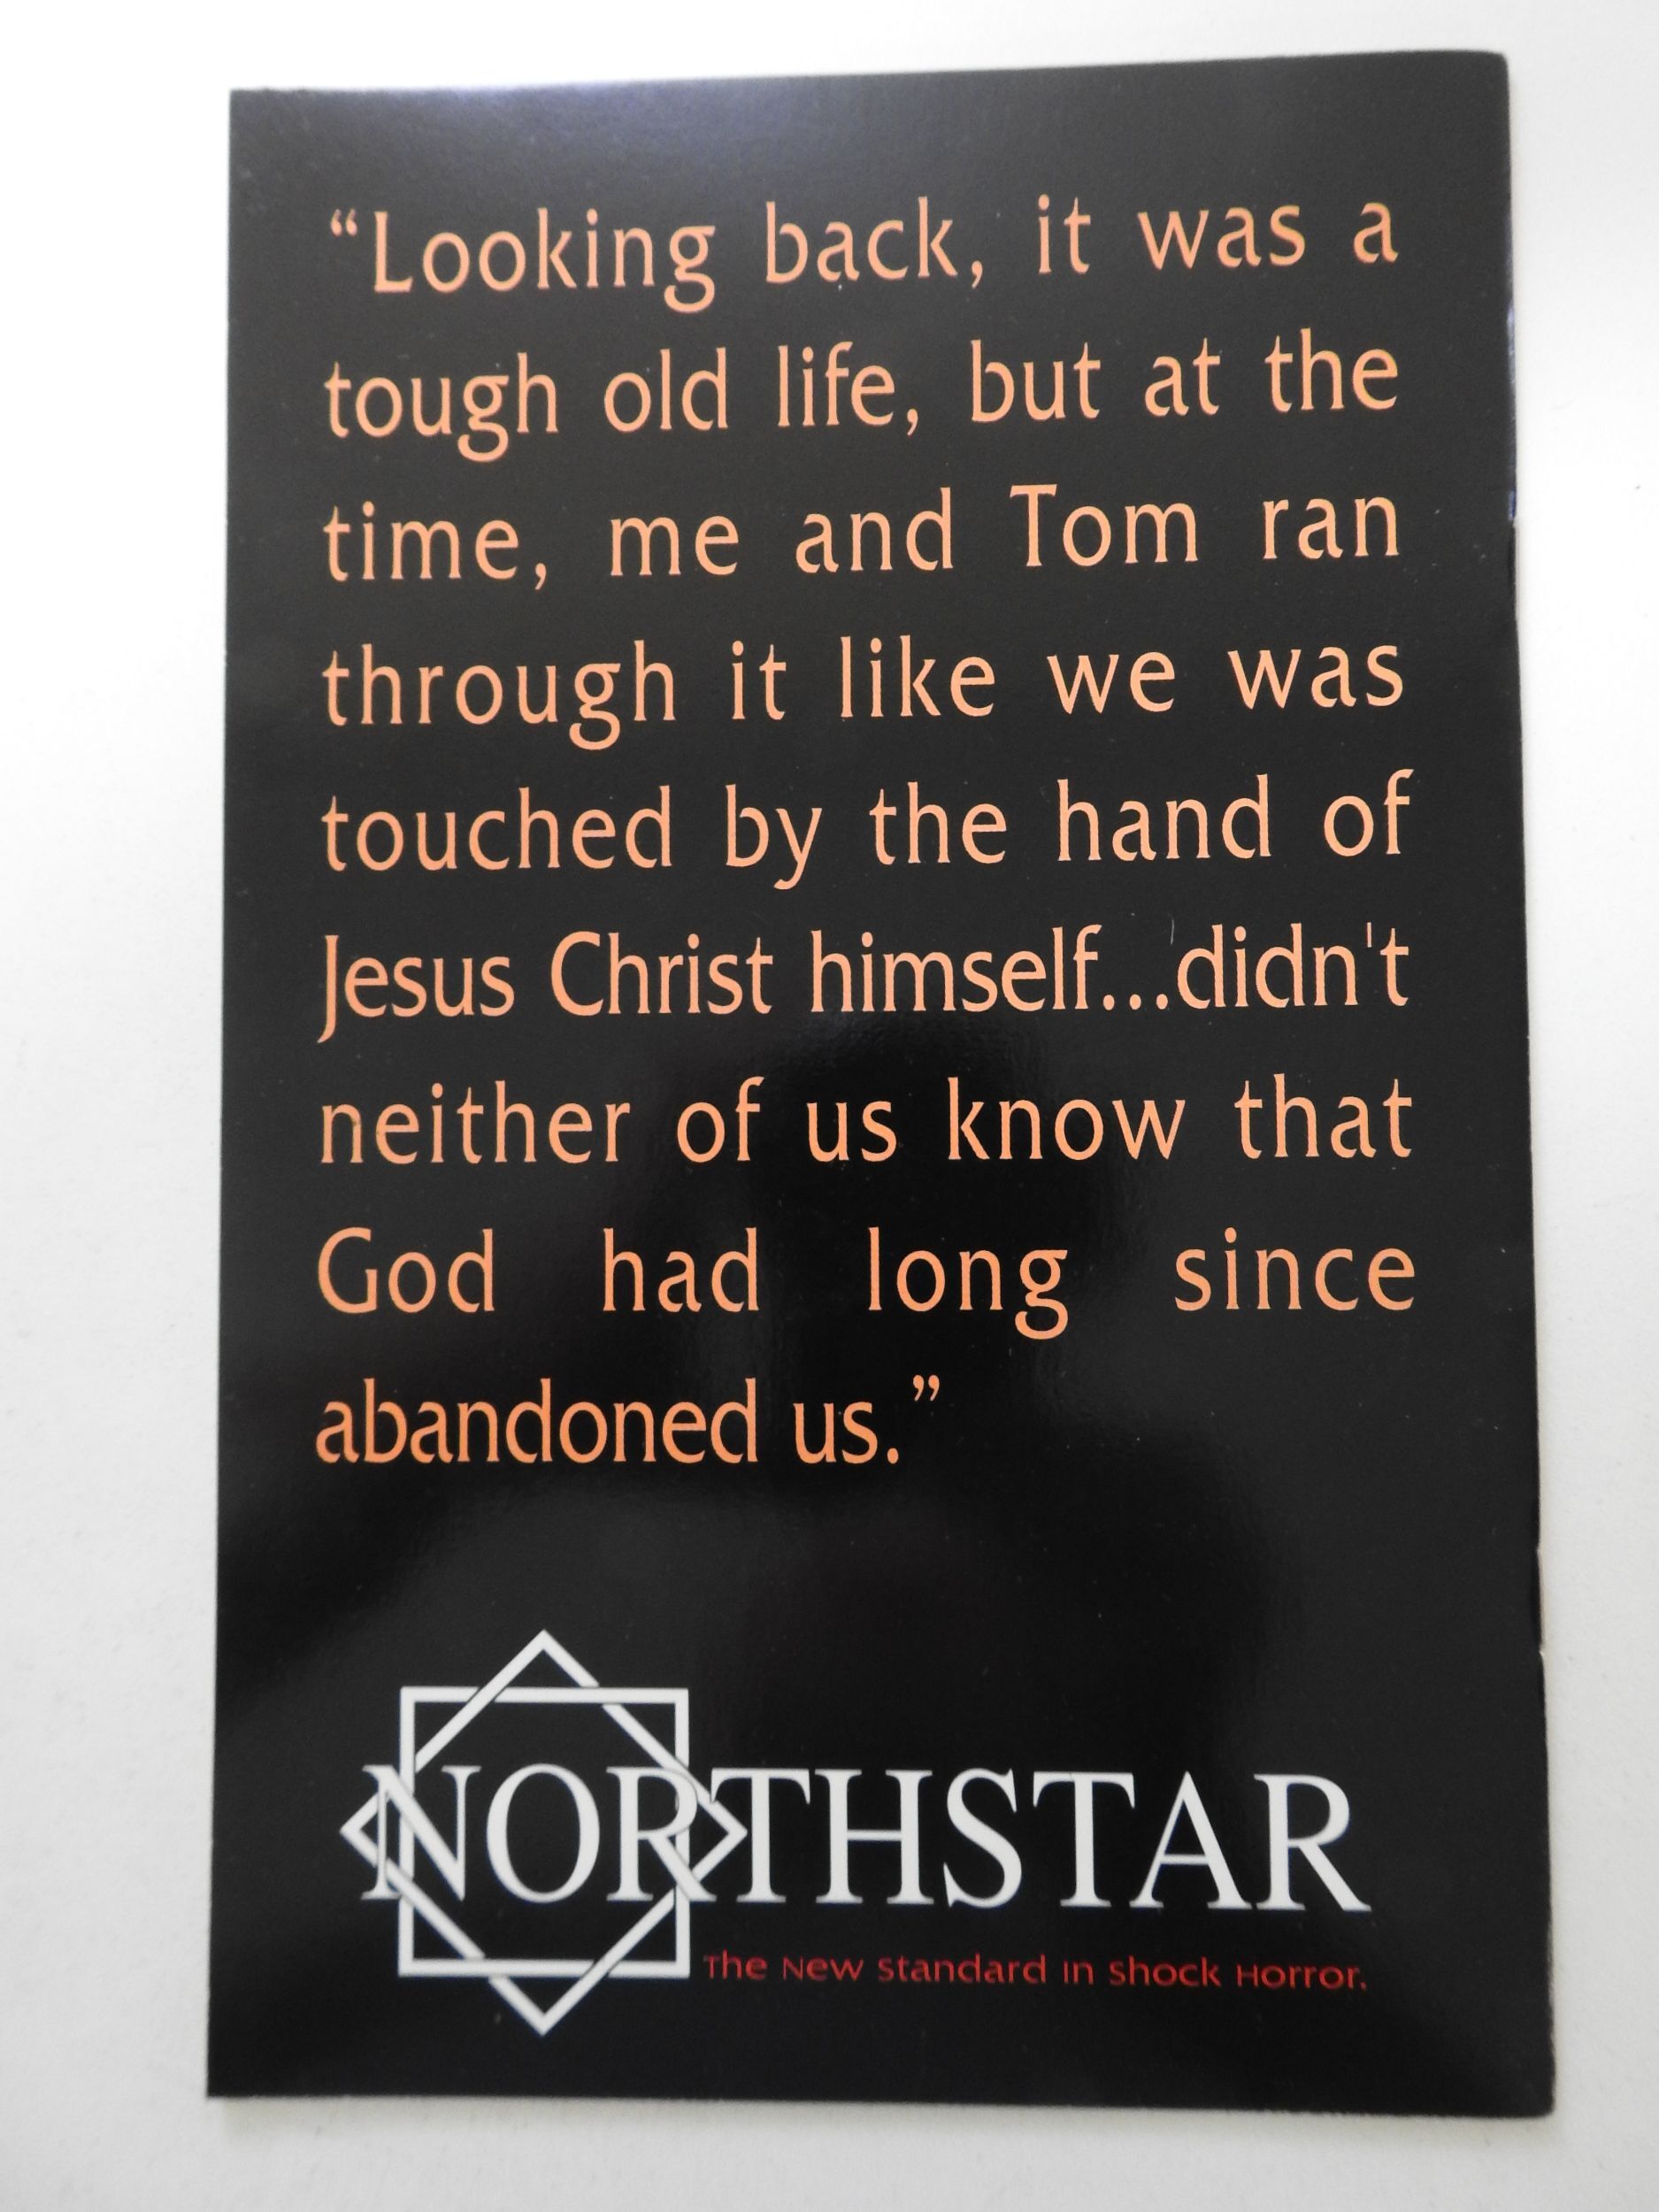 “Looking back, it was a
tough old life, but at the
time, me and Tom ran
through it like we was
touched by the hand of
Jesus Christ himself...didn't
neither of us know that
God had long since
abandoned us.”
NORTHSTAR
The New Standard In Shock Horror.